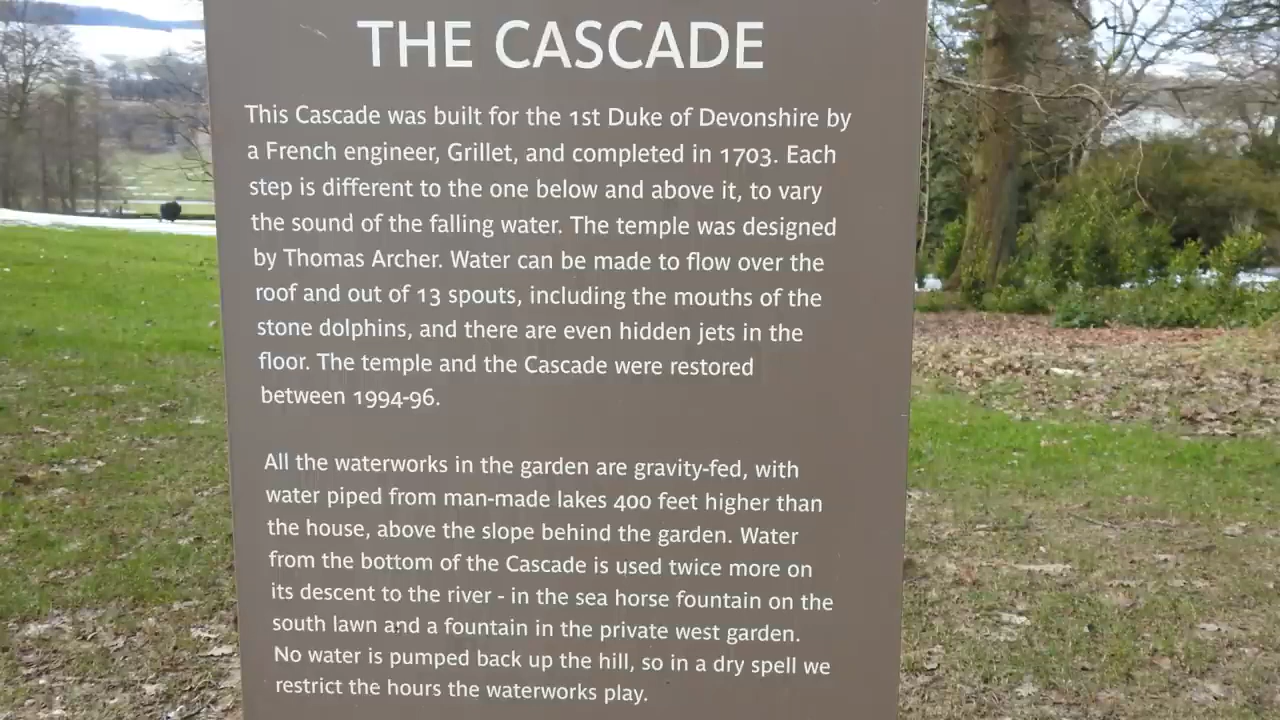 THE CASCADE
This Cascade was built for the 1st Duke of Devonshire by
a French engineer, Grillet, and completed in 1703. Each
step is different to the one below and above it, to vary
the sound of the falling water. The temple was designed
by Thomas Archer. Water can be made to flow over the
roof and out of 13 spouts, including the mouths of the
stone dolphins, and there are even hidden jets in the
floor. The temple and the Cascade were restored
between 1994-96.
All the waterworks in the garden are gravity-fed, with
water piped from man-made lakes 400 feet higher than
the house, above the slope behind the garden. Water
from the bottom of the Cascade is used twice more on
its descent to the river - in the sea horse fountain on the
south lawn and a fountain in the private west garden.
No water is pumped back up the hill, so in a dry spell we
restrict the hours the waterworks play.